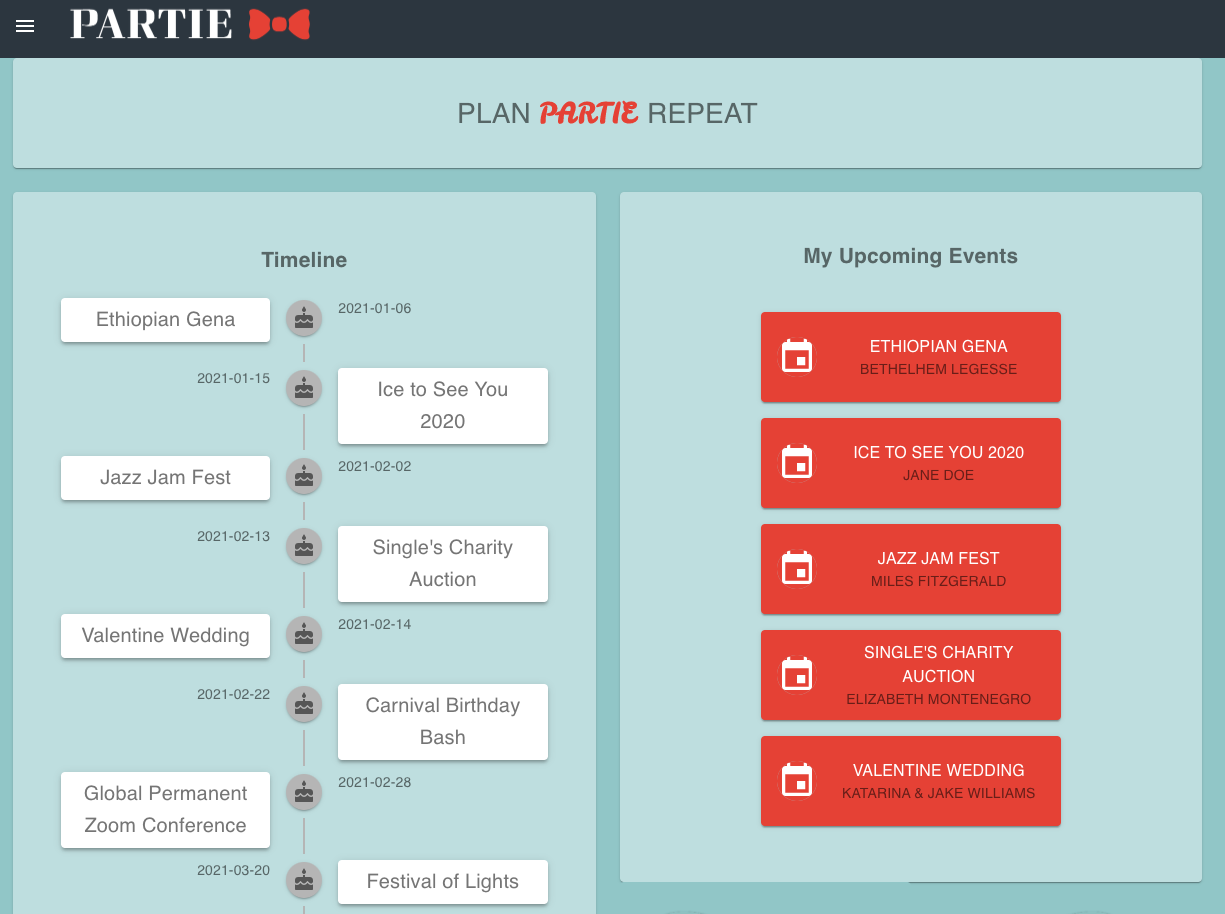 PARTIE
PLAN PARTIE REPEAT
Timeline
Ethiopian Gena
2021-01-06
2021-01-15
Ice to See You
2020
Jazz Jam Fest
2021-02-02
2021-02-13
Single's Charity
Auction
Valentine Wedding
2021-02-14
2021-02-22
Carnival Birthday
Bash
Global Permanent
Zoom Conference
2021-02-28
2021-03-20
Festival of Lights
My Upcoming Events
ETHIOPIAN GENA
BETHELHEM LEGESSE
ICE TO SEE YOU 2020
JANE DOE
JAZZ JAM FEST
MILES FITZGERALD
SINGLE'S CHARITY
AUCTION
ELIZABETH MONTENEGRO
VALENTINE WEDDING
KATARINA & JAKE WILLIAMS